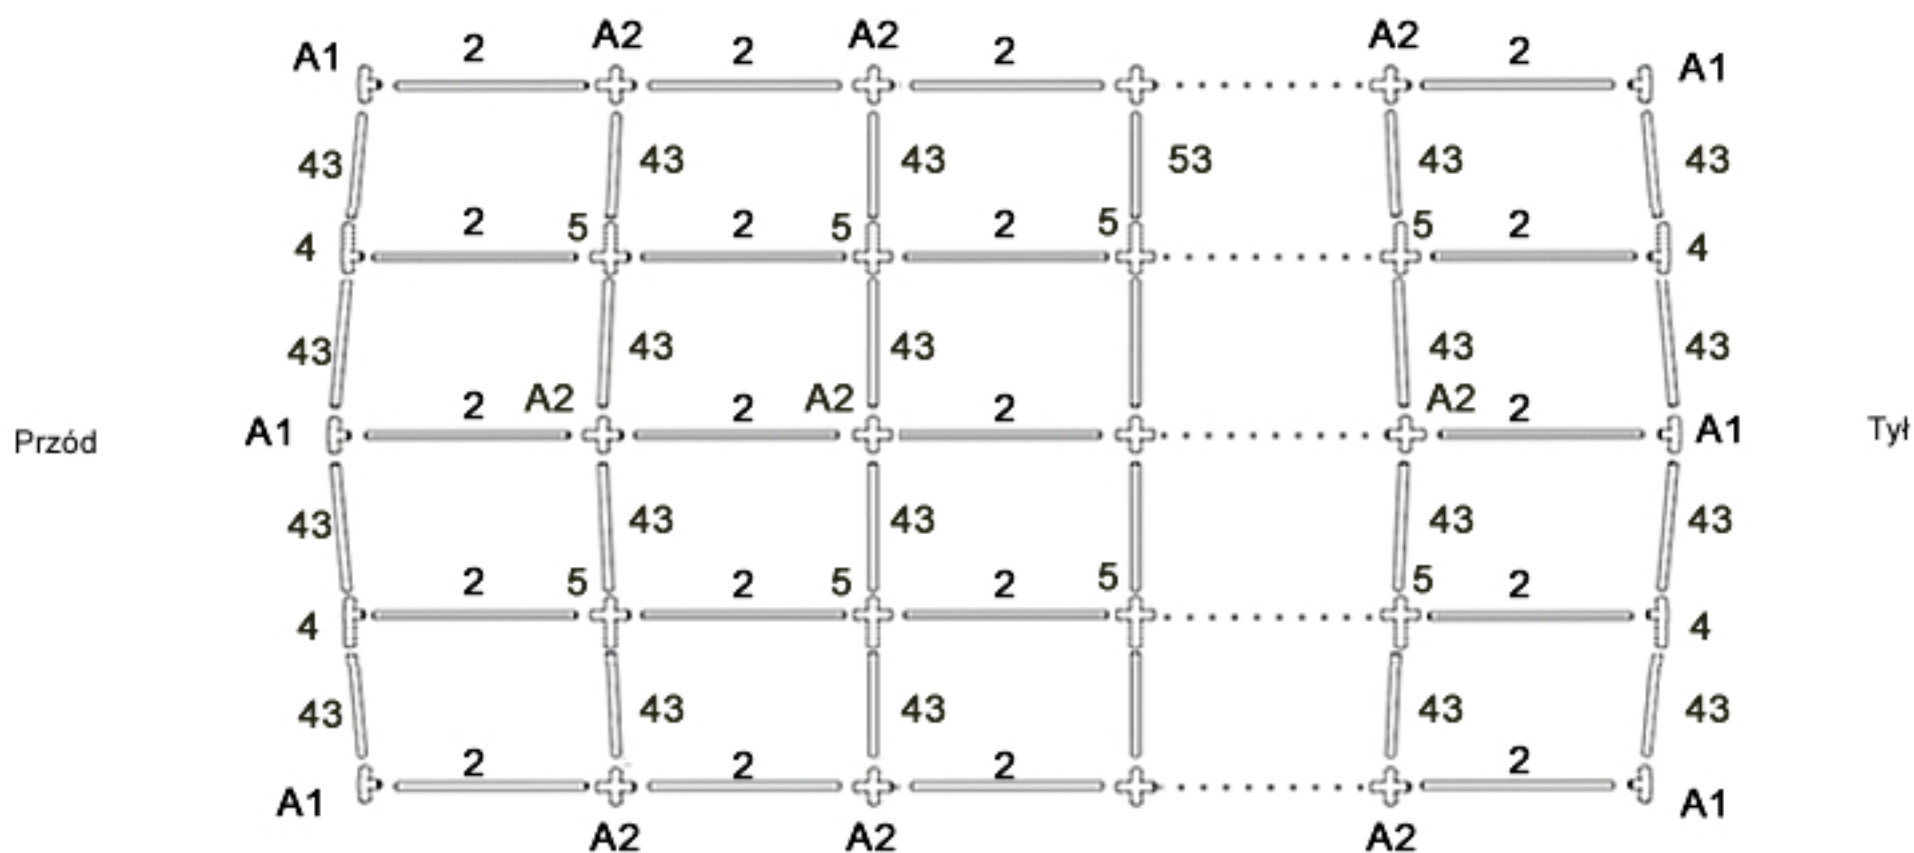 A1 2 A2 2 A2 2 A2 2 A1
43 43 43 53 43 43
4 2 5 2 5 2 5 5 2 4
43 43 43 43 43
Przód A1 2 A2 2 A2 2 A2 2 A1 Tył
43 43 43 43 43
4 2 5 2 5 2 5 5 2 4
43 43 43 43 43
A1 2 2 2 2 A1
A2 A2 A2